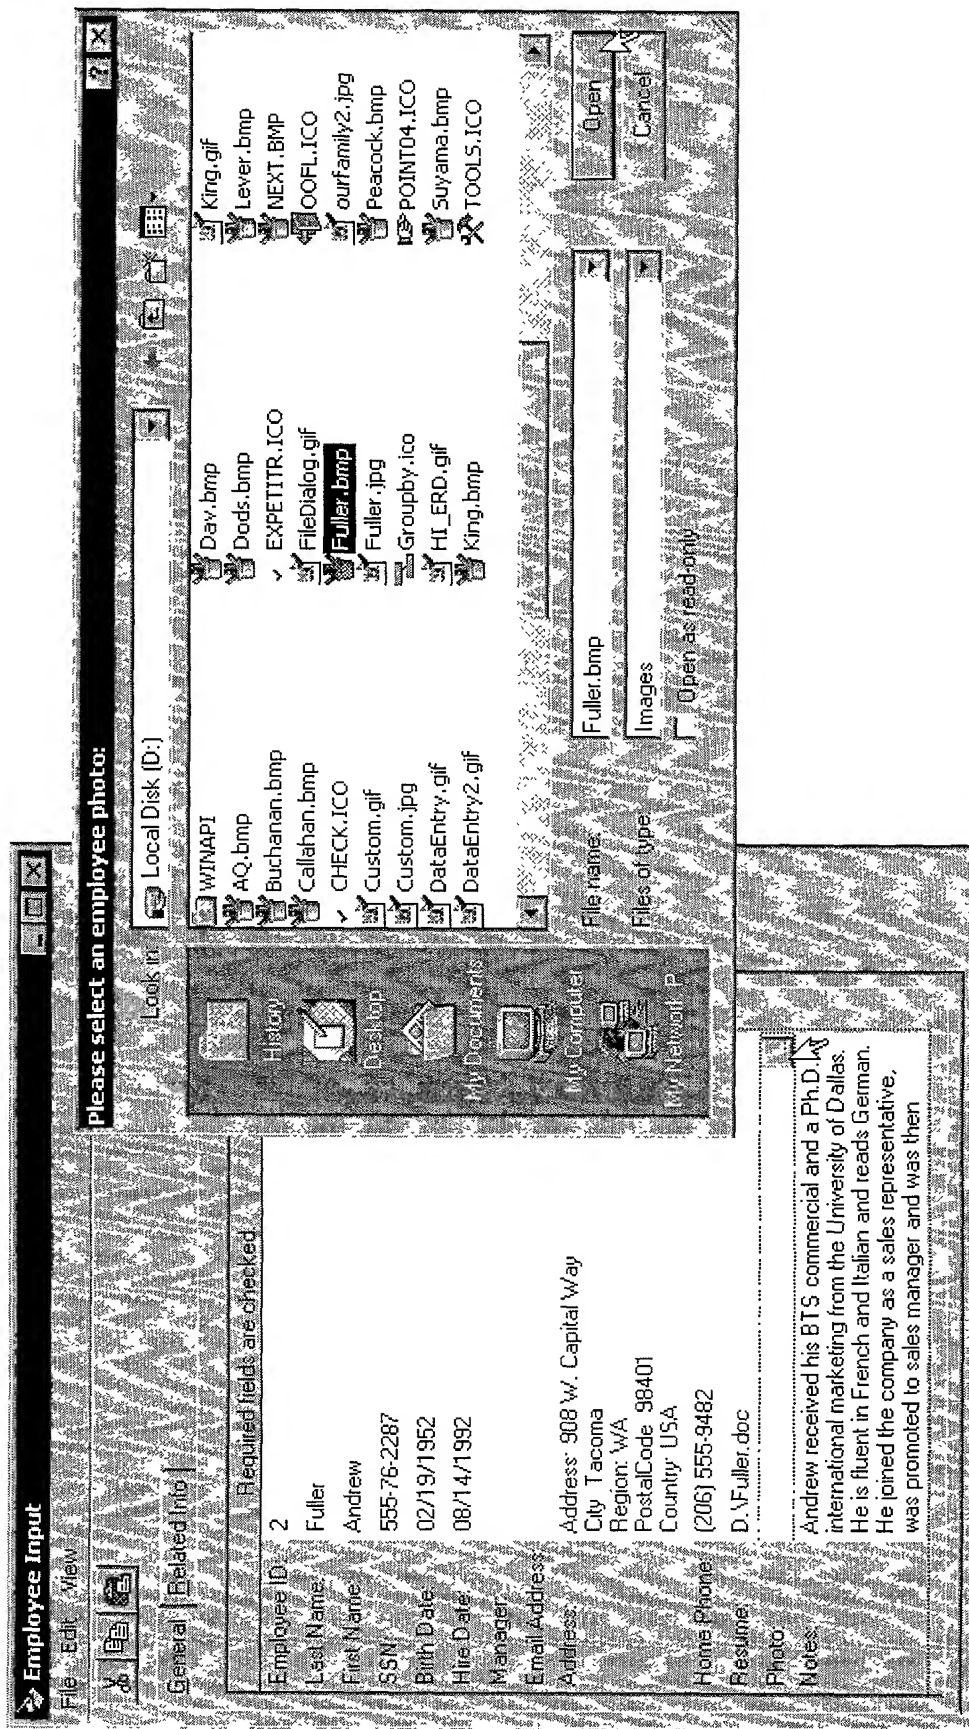 Employee Input
File Edit View
General Related Info
Required fields are checked.
Employee ID: 2
Last Name: Fuller
First Name: Andrew
SSN: 555-76-2287
Birth Date: 02/19/1952
Hire Date: 08/14/1992
Manager:
Email Address:
Address: Address: 908 W. Capital Way
City Tacoma
Region: WA
PostalCode 98401
Country USA
Home Phone: (206) 555-9482
Resume: D:\Fuller.doc
Photo:
Notes: Andrew received his BTS commercial and a Ph.D. i
international marketing from the University of Dallas.
He is fluent in French and Italian and reads German.
He joined the company as a sales representative,
was promoted to sales manager and was then
Please select an employee photo:
Look in: Local Disk (D:)
History
Desktop
My Documents
My Computer
My Network P
WINAPI
AQ.bmp
Buchanan.bmp
Callahan.bmp
CHECK.ICO
Custom.gif
Custom.jpg
DataEntry.gif
DataEntry2.gif
Dav.bmp
Dods.bmp
EXPETITR.ICO
FileDialog.gif
Fuller.bmp
Fuller.jpg
Groupby.ico
HI_ERD.gif
King.bmp
King.gif
Lever.bmp
NEXT.BMP
OOFL.ICO
ourfamily2.jpg
Peacock.bmp
POINT04.ICO
Suyama.bmp
TOOLS.ICO
File name: Fuller.bmp
Open
Files of type: Images
Cancel
Open as read-only